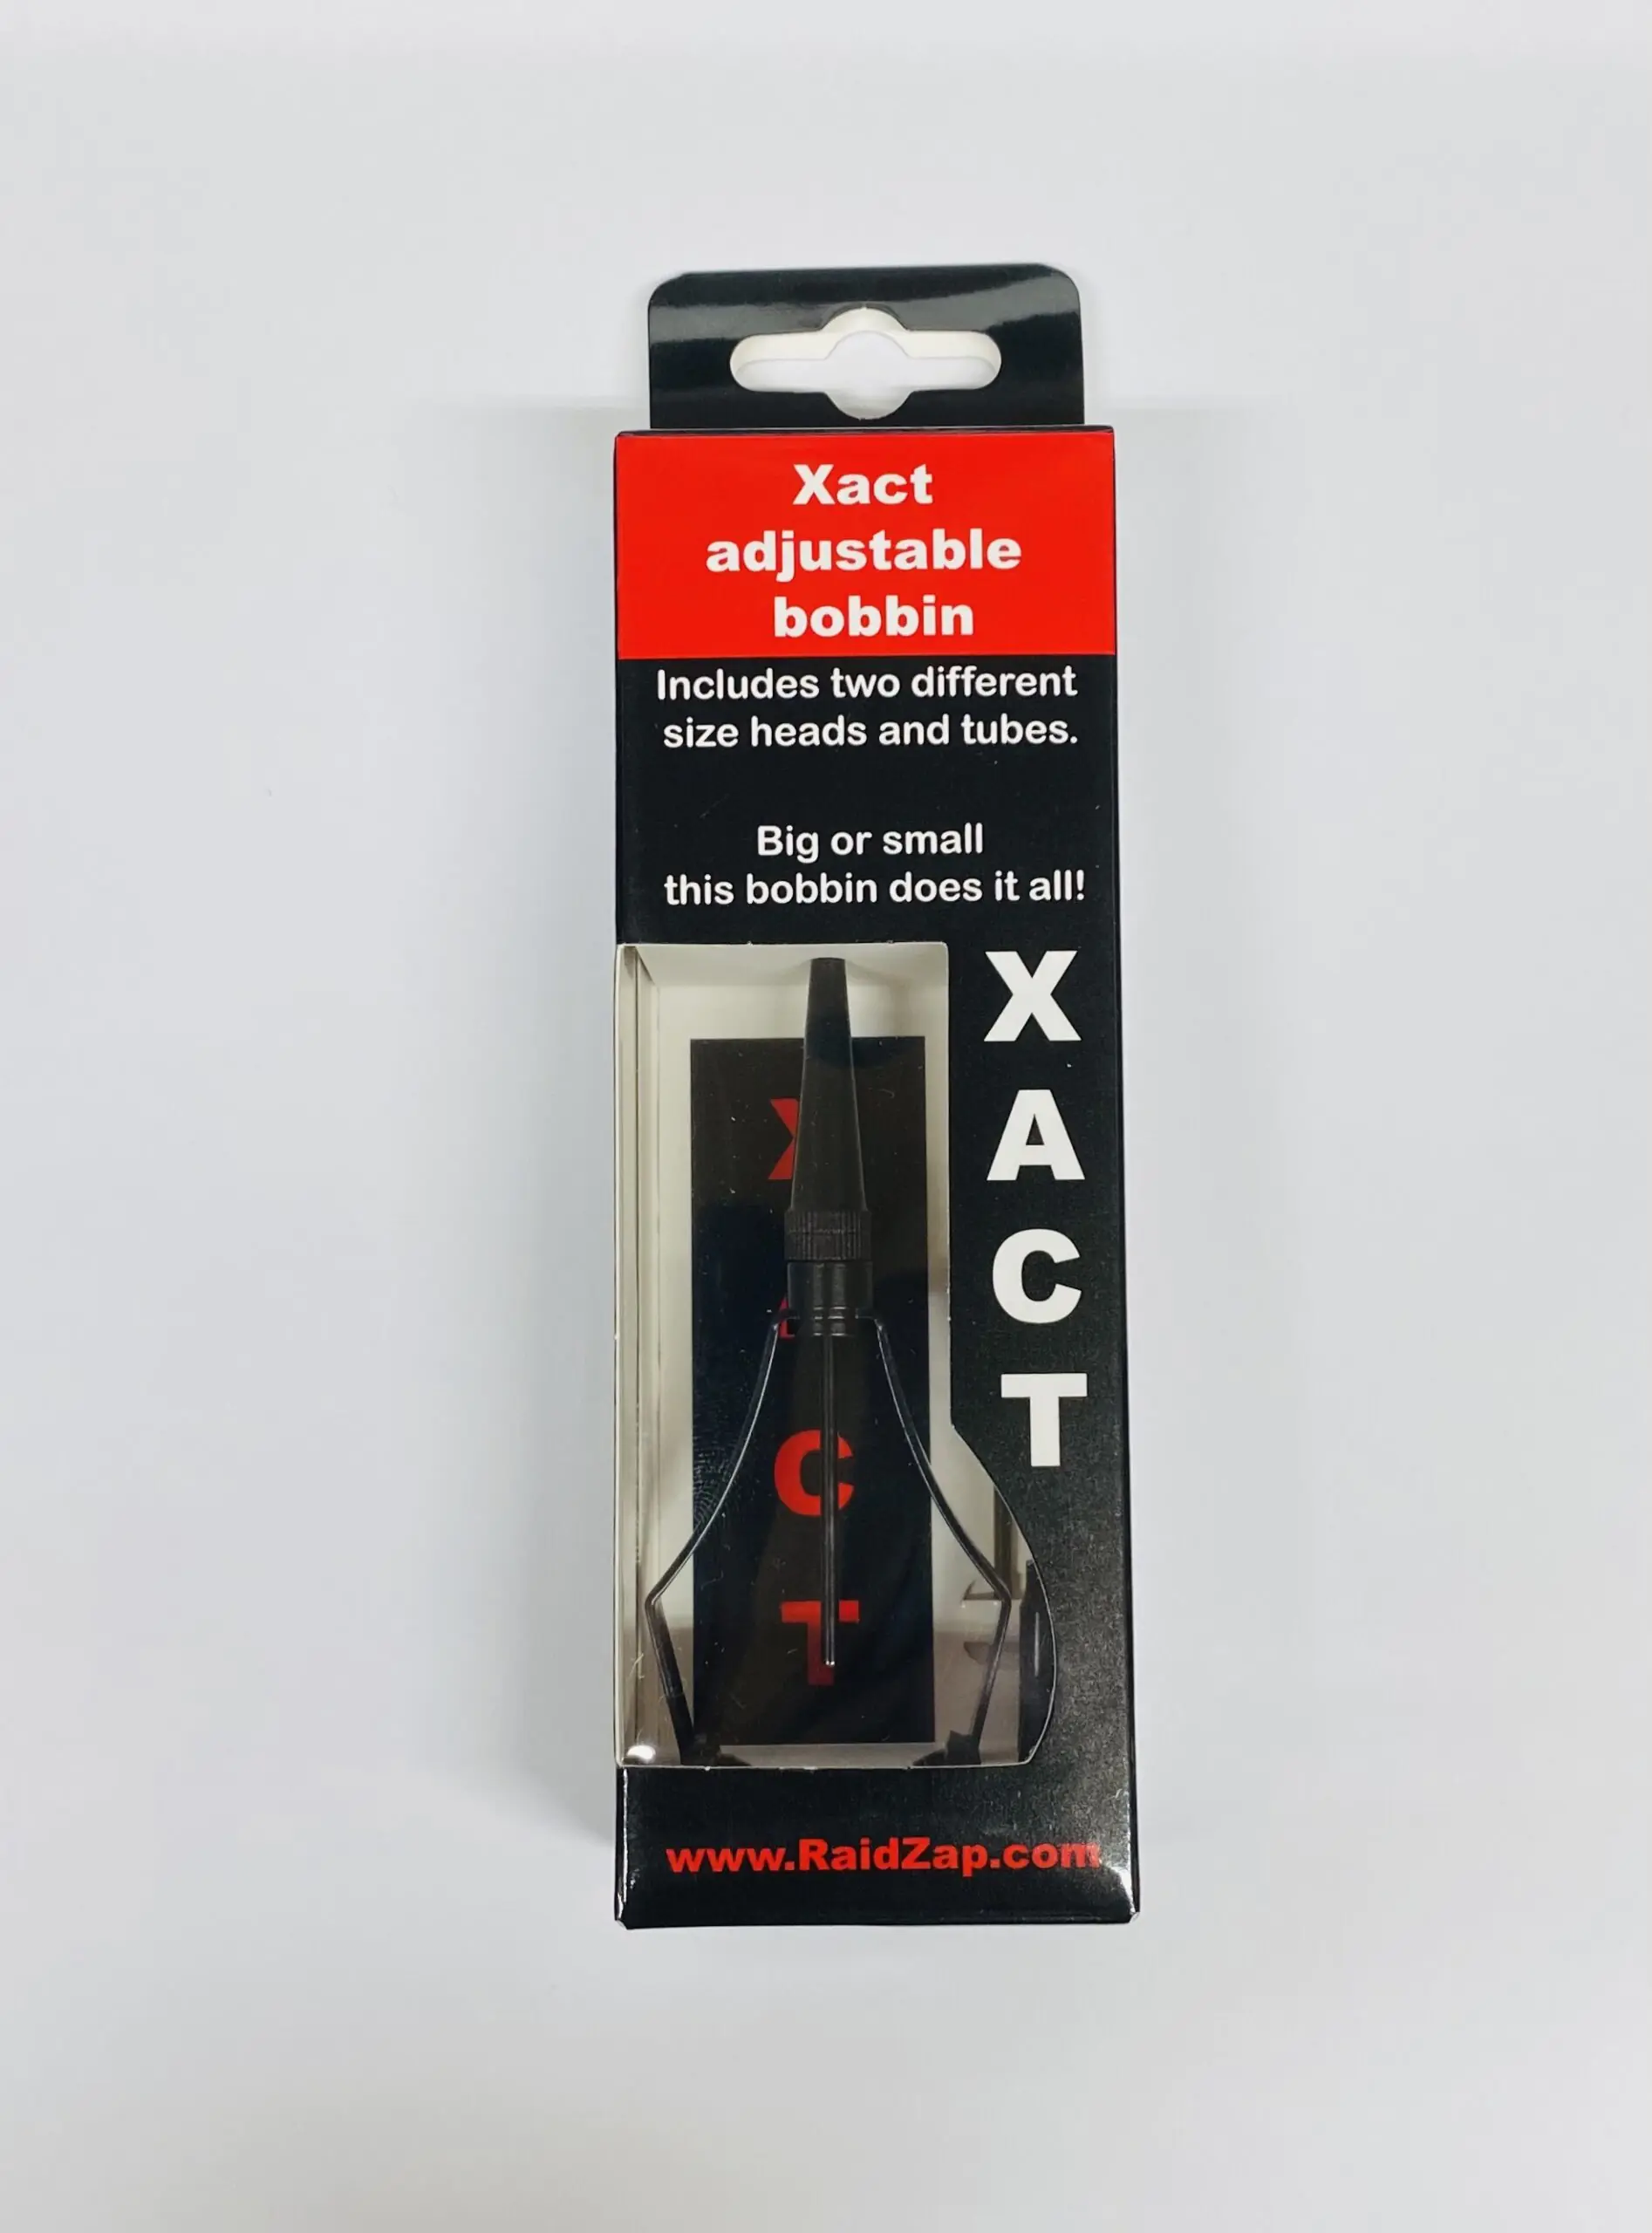 Xact
adjustable
bobbin
Includes two different
size heads and tubes.
Big or small
this bobbin does it all!
X
A
C
T
X
A
C
T
www.RaidZap.com